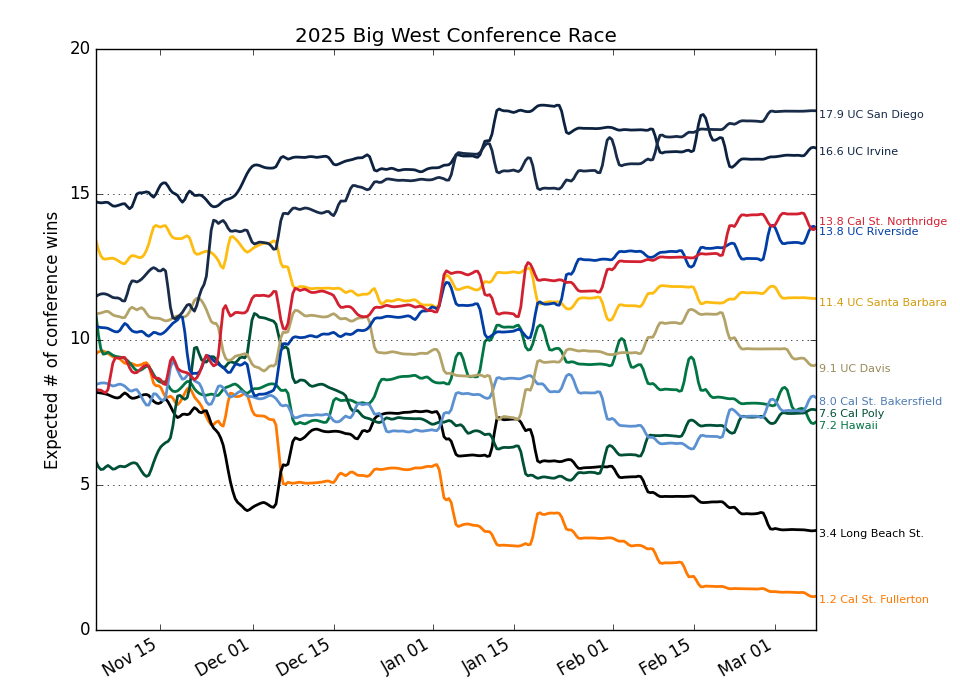 2025 Big West Conference Race
Expected # of conference wins
20
15
10
5
0
17.9 UC San Diego
16.6 UC Irvine
13.8 Cal St. Northridge
13.8 UC Riverside
11.4 UC Santa Barbara
9.1 UC Davis
8.0 Cal St. Bakersfield
7.6 Cal Poly
7.2 Hawaii
3.4 Long Beach St.
1.2 Cal St. Fullerton
Nov 15
Dec 01
Dec 15
Jan 01
Jan 15
Feb 01
Feb 15
Mar 01